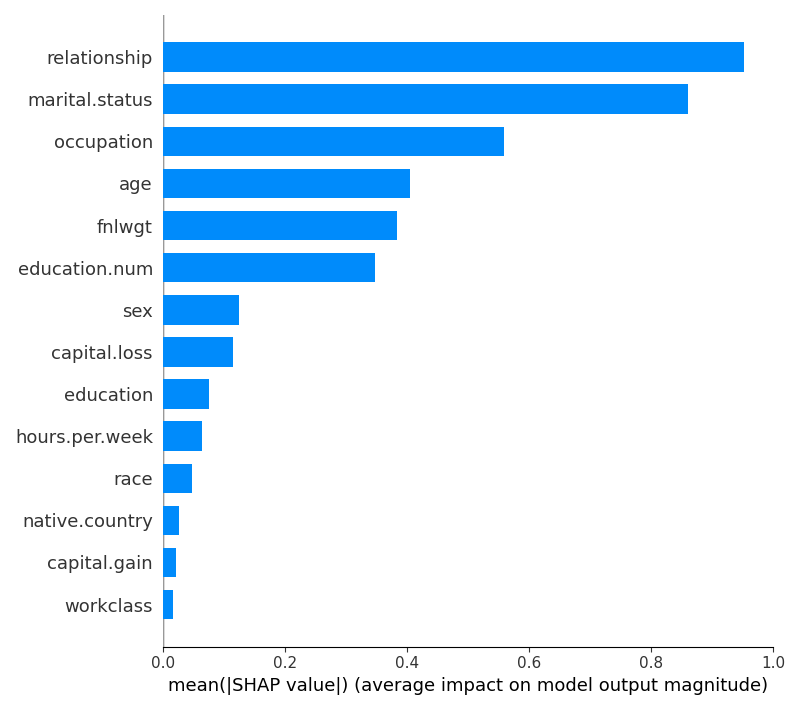 relationship
marital.status
occupation
age
fnlwgt
education.num
sex
capital.loss
education
hours.per.week
race
native.country
capital.gain
workclass
0.0 0.2 0.4 0.6 0.8 1.0
mean(|SHAP value|) (average impact on model output magnitude)